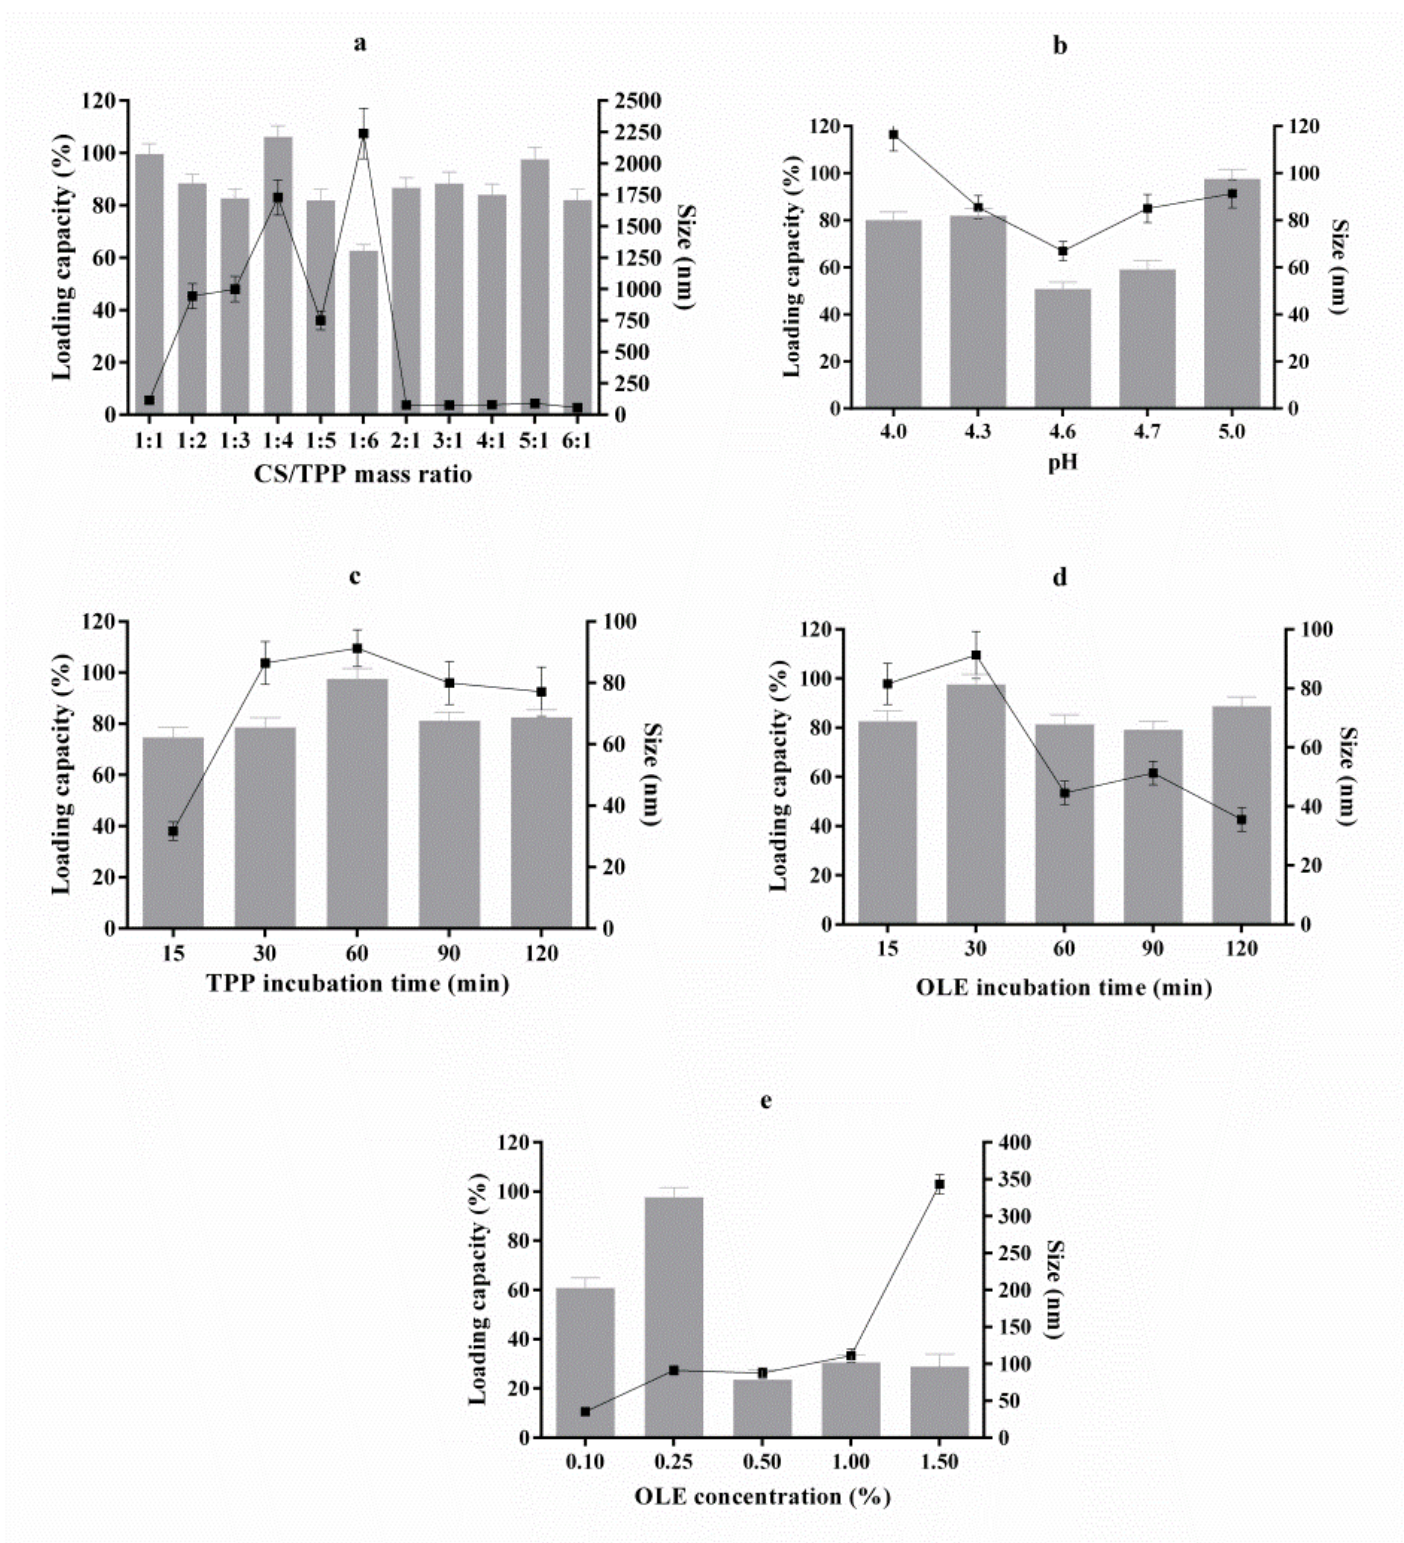 a
120
100
80
60
40
20
0
Loading capacity (%)
2500
2250
2000
1750
1500
1250
1000
750
500
250
0
Size (nm)
1:1 1:2 1:3 1:4 1:5 1:6 2:1 3:1 4:1 5:1 6:1
CS/TPP mass ratio
b
120
100
80
60
40
20
0
Loading capacity (%)
120
100
80
60
40
20
0
Size (nm)
4.0 4.3 4.6 4.7 5.0
pH
c
120
100
80
60
40
20
0
Loading capacity (%)
100
80
60
40
20
0
Size (nm)
15 30 60 90 120
TPP incubation time (min)
d
120
100
80
60
40
20
0
Loading capacity (%)
100
80
60
40
20
0
Size (nm)
15 30 60 90 120
OLE incubation time (min)
e
120
100
80
60
40
20
0
Loading capacity (%)
400
350
300
250
200
150
100
50
0
Size (nm)
0.10 0.25 0.50 1.00 1.50
OLE concentration (%)